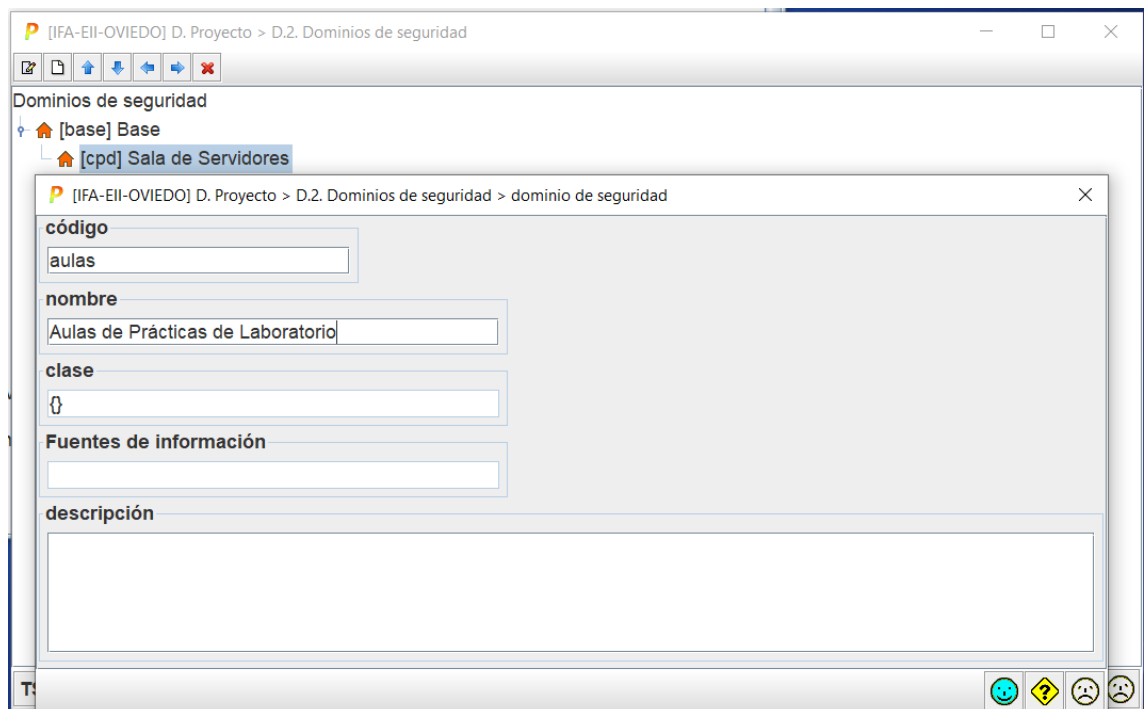 [IFA-EII-OVIEDO] D. Proyecto > D.2. Dominios de seguridad
Dominios de seguridad
[base] Base
[cpd] Sala de Servidores
[IFA-EII-OVIEDO] D. Proyecto > D.2. Dominios de seguridad > dominio de seguridad
código
aulas
nombre
Aulas de Prácticas de Laboratorio
clase
{}
Fuentes de información
descripción